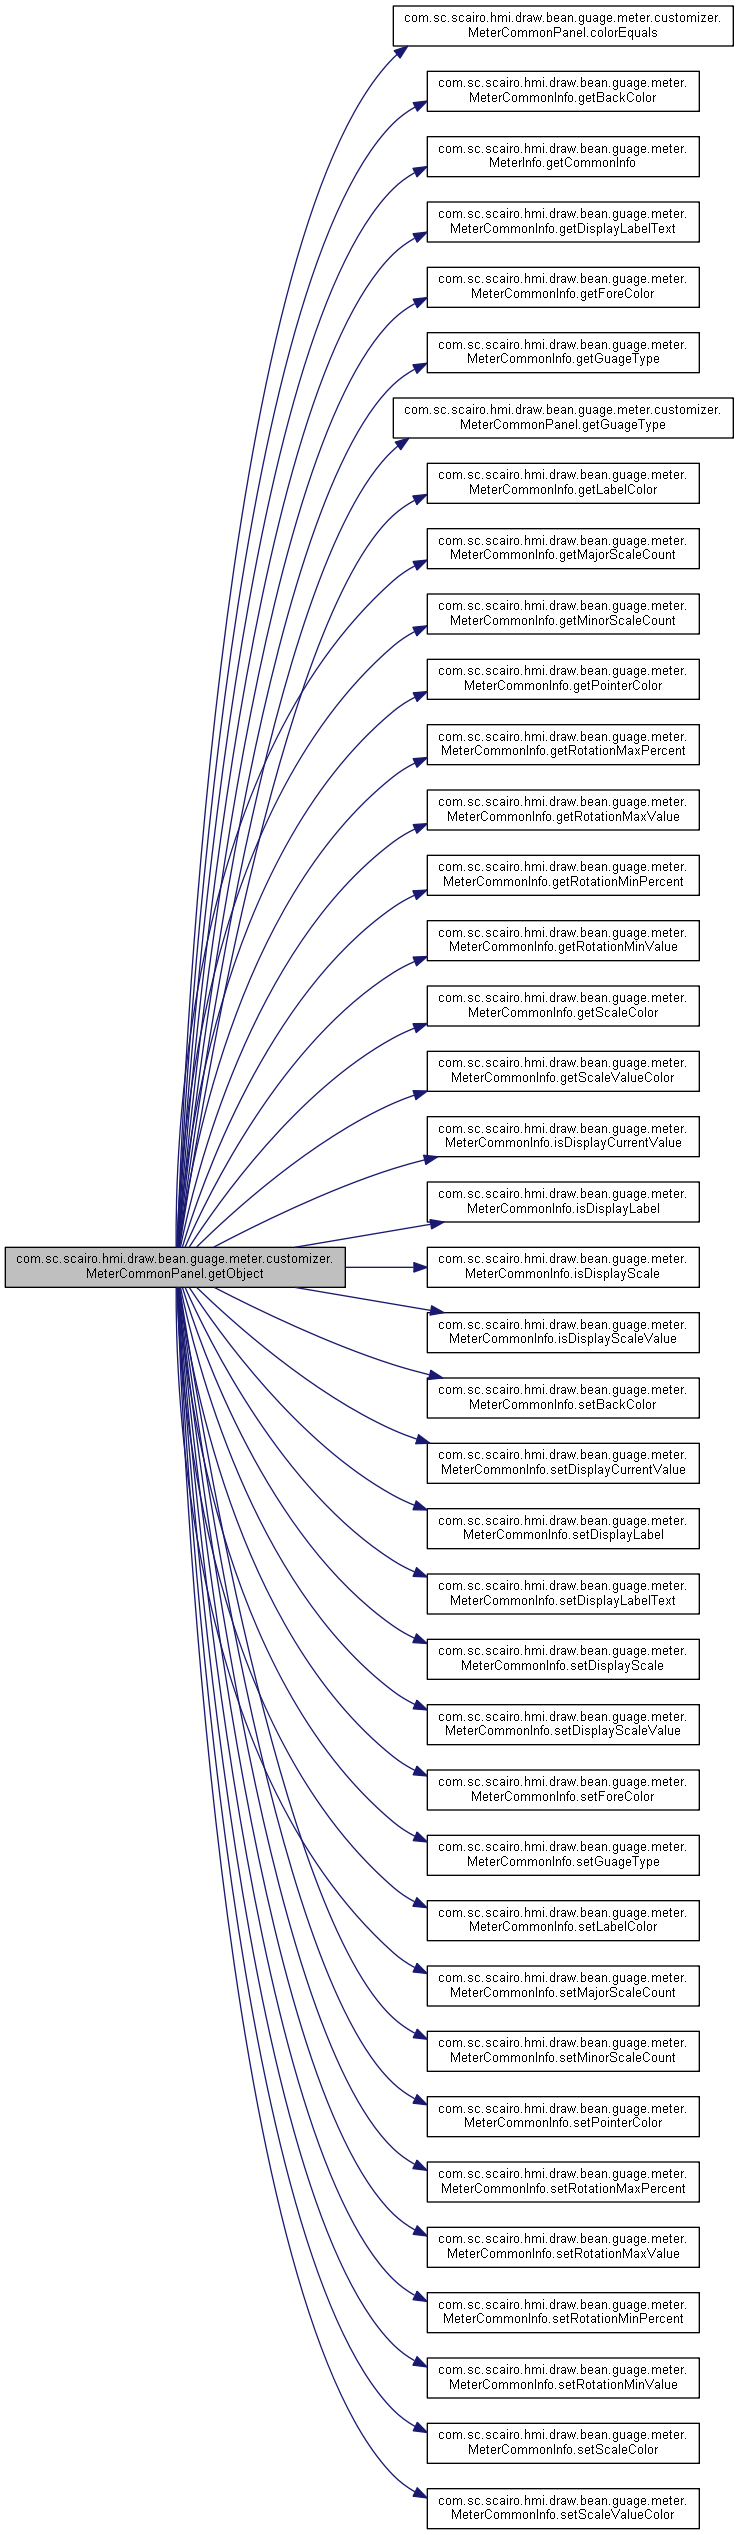 com.sc.scairo.hmi.draw.bean.guage.meter.customizer.
MeterCommonPanel.colorEquals
com.sc.scairo.hmi.draw.bean.guage.meter.
MeterCommonInfo.getBackColor
com.sc.scairo.hmi.draw.bean.guage.meter.
MeterInfo.getCommonInfo
com.sc.scairo.hmi.draw.bean.guage.meter.
MeterCommonInfo.getDisplayLabelText
com.sc.scairo.hmi.draw.bean.guage.meter.
MeterCommonInfo.getForeColor
com.sc.scairo.hmi.draw.bean.guage.meter.
MeterCommonInfo.getGuageType
com.sc.scairo.hmi.draw.bean.guage.meter.customizer.
MeterCommonPanel.getGuageType
com.sc.scairo.hmi.draw.bean.guage.meter.
MeterCommonInfo.getLabelColor
com.sc.scairo.hmi.draw.bean.guage.meter.
MeterCommonInfo.getMajorScaleCount
com.sc.scairo.hmi.draw.bean.guage.meter.
MeterCommonInfo.getMinorScaleCount
com.sc.scairo.hmi.draw.bean.guage.meter.
MeterCommonInfo.getPointerColor
com.sc.scairo.hmi.draw.bean.guage.meter.
MeterCommonInfo.getRotationMaxPercent
com.sc.scairo.hmi.draw.bean.guage.meter.
MeterCommonInfo.getRotationMaxValue
com.sc.scairo.hmi.draw.bean.guage.meter.
MeterCommonInfo.getRotationMinPercent
com.sc.scairo.hmi.draw.bean.guage.meter.
MeterCommonInfo.getRotationMinValue
com.sc.scairo.hmi.draw.bean.guage.meter.
MeterCommonInfo.getScaleColor
com.sc.scairo.hmi.draw.bean.guage.meter.
MeterCommonInfo.getScaleValueColor
com.sc.scairo.hmi.draw.bean.guage.meter.
MeterCommonInfo.isDisplayCurrentValue
com.sc.scairo.hmi.draw.bean.guage.meter.
MeterCommonInfo.isDisplayLabel
com.sc.scairo.hmi.draw.bean.guage.meter.customizer.
MeterCommonPanel.getObject
com.sc.scairo.hmi.draw.bean.guage.meter.
MeterCommonInfo.isDisplayScale
com.sc.scairo.hmi.draw.bean.guage.meter.
MeterCommonInfo.isDisplayScaleValue
com.sc.scairo.hmi.draw.bean.guage.meter.
MeterCommonInfo.setBackColor
com.sc.scairo.hmi.draw.bean.guage.meter.
MeterCommonInfo.setDisplayCurrentValue
com.sc.scairo.hmi.draw.bean.guage.meter.
MeterCommonInfo.setDisplayLabel
com.sc.scairo.hmi.draw.bean.guage.meter.
MeterCommonInfo.setDisplayLabelText
com.sc.scairo.hmi.draw.bean.guage.meter.
MeterCommonInfo.setDisplayScale
com.sc.scairo.hmi.draw.bean.guage.meter.
MeterCommonInfo.setDisplayScaleValue
com.sc.scairo.hmi.draw.bean.guage.meter.
MeterCommonInfo.setForeColor
com.sc.scairo.hmi.draw.bean.guage.meter.
MeterCommonInfo.setGuageType
com.sc.scairo.hmi.draw.bean.guage.meter.
MeterCommonInfo.setLabelColor
com.sc.scairo.hmi.draw.bean.guage.meter.
MeterCommonInfo.setMajorScaleCount
com.sc.scairo.hmi.draw.bean.guage.meter.
MeterCommonInfo.setMinorScaleCount
com.sc.scairo.hmi.draw.bean.guage.meter.
MeterCommonInfo.setPointerColor
com.sc.scairo.hmi.draw.bean.guage.meter.
MeterCommonInfo.setRotationMaxPercent
com.sc.scairo.hmi.draw.bean.guage.meter.
MeterCommonInfo.setRotationMaxValue
com.sc.scairo.hmi.draw.bean.guage.meter.
MeterCommonInfo.setRotationMinPercent
com.sc.scairo.hmi.draw.bean.guage.meter.
MeterCommonInfo.setRotationMinValue
com.sc.scairo.hmi.draw.bean.guage.meter.
MeterCommonInfo.setScaleColor
com.sc.scairo.hmi.draw.bean.guage.meter.
MeterCommonInfo.setScaleValueColor